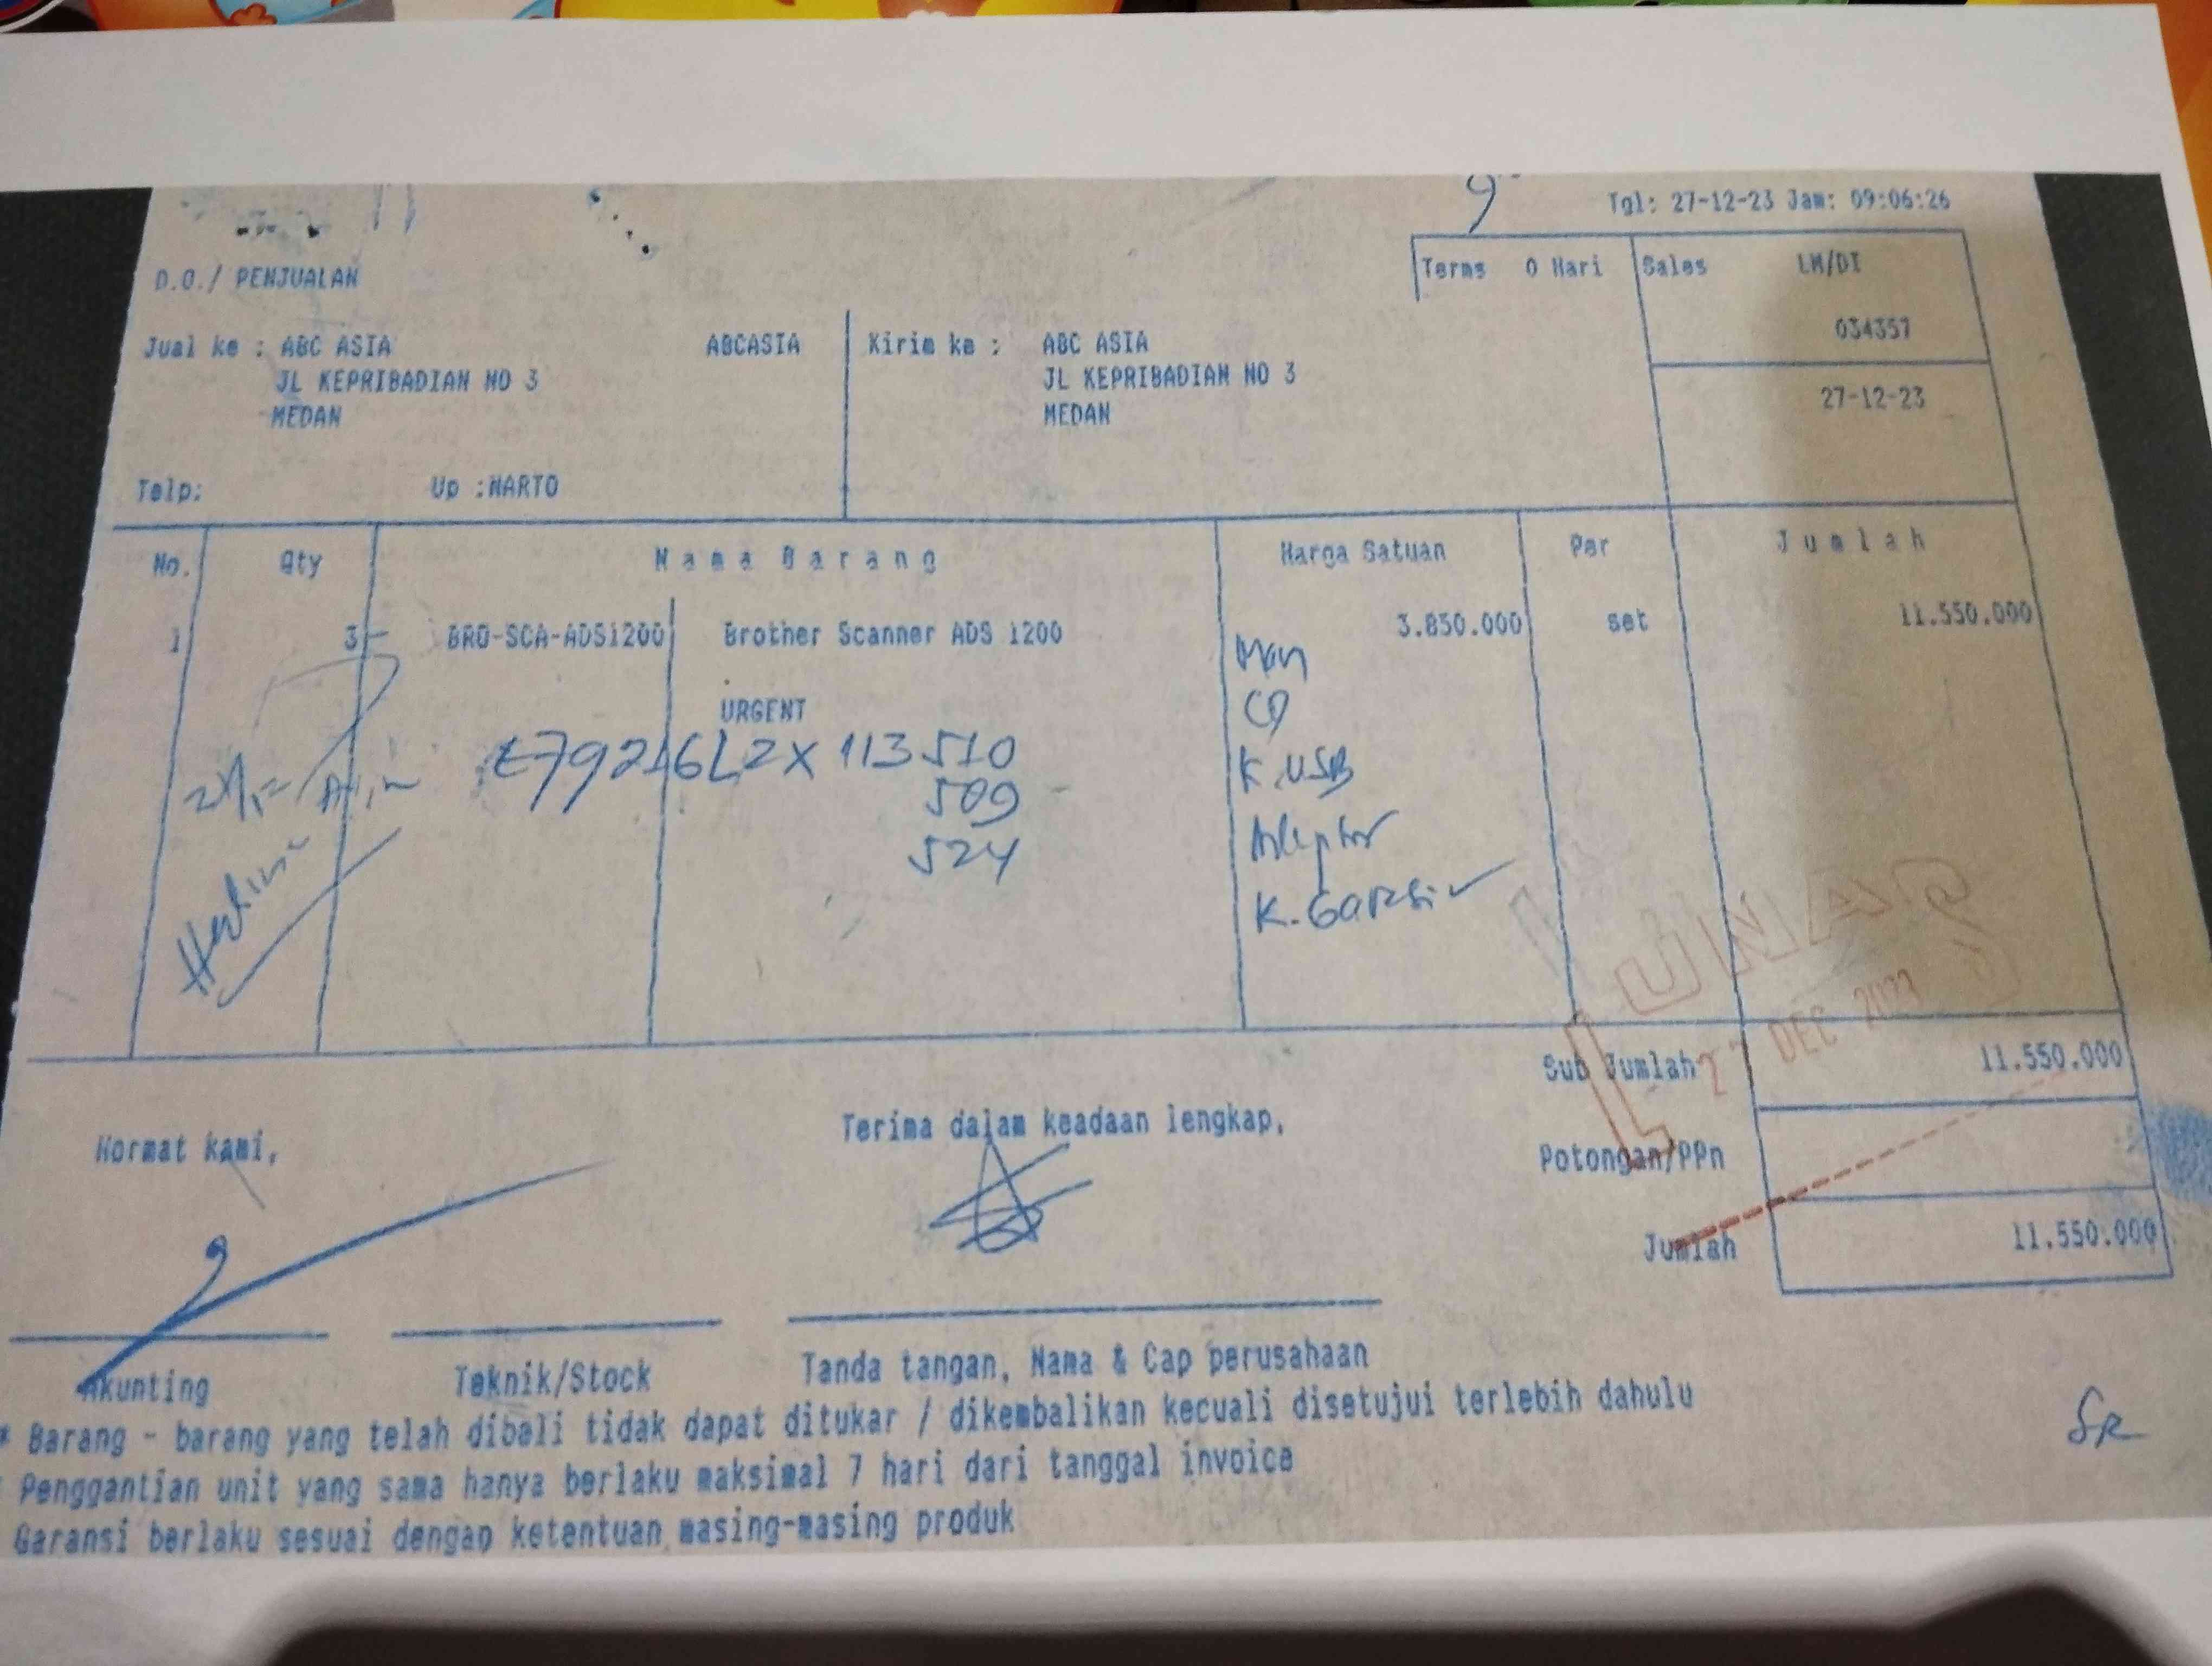 Tgl: 27-12-23 Jam: 09:06:26
D.O./ PENJUALAN
Terms 0 Hari Sales LM/DI
034357
27-12-23
Jual ke : ABC ASIA ABCASIA
JL KEPRIBADIAN NO 3
MEDAN
Kirim ke : ABC ASIA
JL KEPRIBADIAN NO 3
MEDAN
Telp: Up :NARTO
No. Qty Nama Barang Harga Satuan Per Jumlah
1 3 BRO-SCA-ADS1200 Brother Scanner ADS 1200 3.850.000 set 11.550.000
URGENT
E79216L2X113510
509
524
CD
K.USB
K.Garansi
LUNAS
27 DEC 2023
Sub Jumlah 11.550.000
Potongan/PPn
Jumlah 11.550.000
Hormat kami,
Terima dalam keadaan lengkap,
Akunting
Teknik/Stock
Tanda tangan, Nama & Cap perusahaan
* Barang - barang yang telah dibeli tidak dapat ditukar / dikembalikan kecuali disetujui terlebih dahulu
Penggantian unit yang sama hanya berlaku maksimal 7 hari dari tanggal invoice
Garansi berlaku sesuai dengan ketentuan masing-masing produk